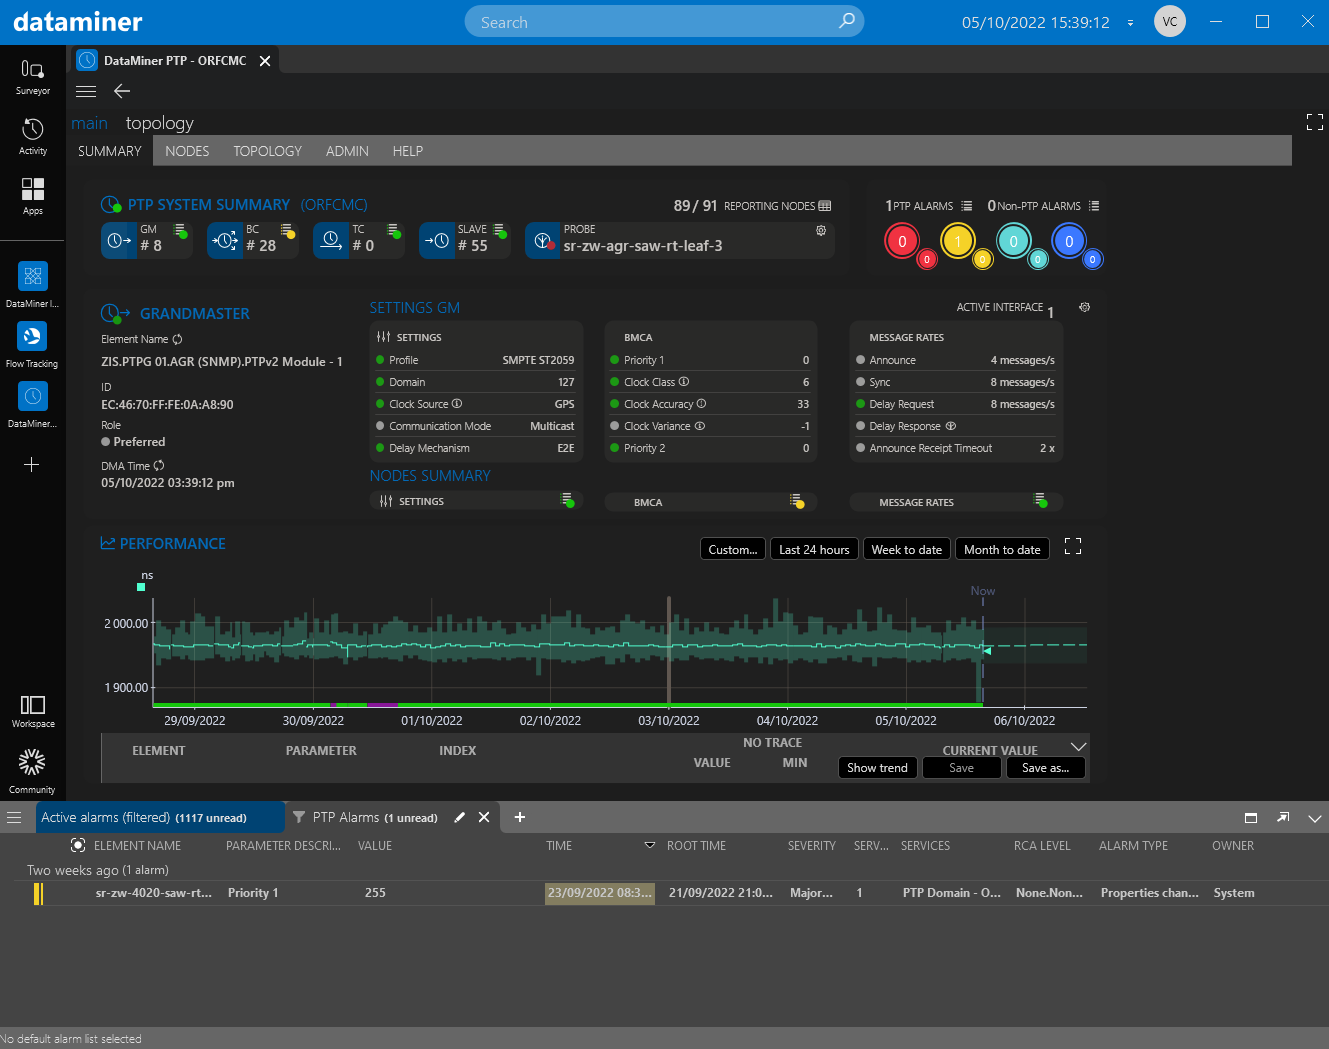 dataminer
Search
05/10/2022 15:39:12
VC
DataMiner PTP - ORFCMC
Surveyor
Activity
Apps
DataMiner I...
Flow Tracking
DataMiner...
Workspace
Community
main topology
SUMMARY NODES TOPOLOGY ADMIN HELP
PTP SYSTEM SUMMARY (ORFCMC)
89 / 91 REPORTING NODES
GM
# 8
BC
# 28
TC
# 0
SLAVE
# 55
PROBE
sr-zw-agr-saw-rt-leaf-3
1 PTP ALARMS
0 Non-PTP ALARMS
0 1 0 0
0 0 0 0
GRANDMASTER
Element Name
ZIS.PTPG 01.AGR (SNMP).PTPv2 Module - 1
ID
EC:46:70:FF:FE:0A:A8:90
Role
Preferred
DMA Time
05/10/2022 03:39:12 pm
SETTINGS GM
ACTIVE INTERFACE 1
SETTINGS
Profile SMPTE ST2059
Domain 127
Clock Source GPS
Communication Mode Multicast
Delay Mechanism E2E
BMCA
Priority 1 0
Clock Class 6
Clock Accuracy 33
Clock Variance -1
Priority 2 0
MESSAGE RATES
Announce 4 messages/s
Sync 8 messages/s
Delay Request 8 messages/s
Delay Response
Announce Receipt Timeout 2 x
NODES SUMMARY
SETTINGS
BMCA
MESSAGE RATES
PERFORMANCE
Custom... Last 24 hours Week to date Month to date
ns
Now
2 000.00
1 900.00
29/09/2022 30/09/2022 01/10/2022 02/10/2022 03/10/2022 04/10/2022 05/10/2022 06/10/2022
ELEMENT PARAMETER INDEX
NO TRACE
VALUE MIN
CURRENT VALUE
Show trend Save Save as...
Active alarms (filtered) (1117 unread)
PTP Alarms (1 unread)
ELEMENT NAME PARAMETER DESCRI... VALUE TIME ROOT TIME SEVERITY SERV... SERVICES RCA LEVEL ALARM TYPE OWNER
Two weeks ago (1 alarm)
sr-zw-4020-saw-rt... Priority 1 255 23/09/2022 08:3... 21/09/2022 21:0... Major... 1 PTP Domain - O... None.Non... Properties chan... System
No default alarm list selected